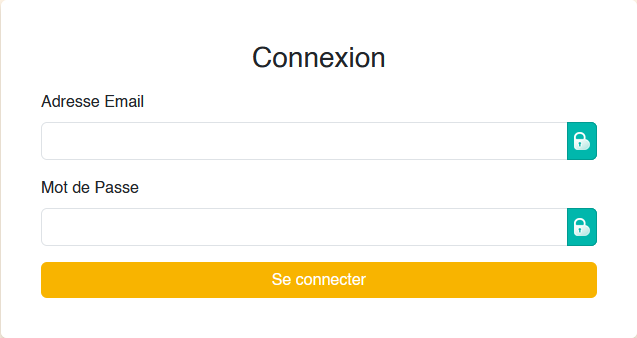 Connexion
Adresse Email
Mot de Passe
Se connecter